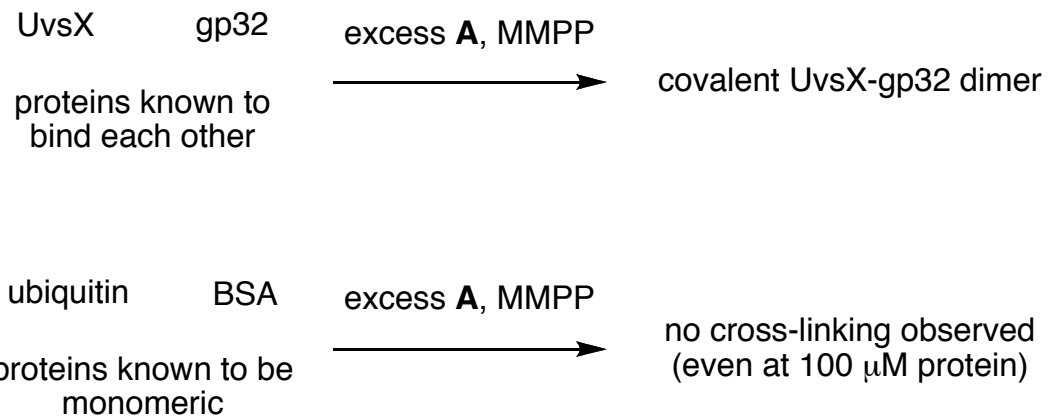 UvsX gp32
excess A, MMPP
covalent UvsX-gp32 dimer
proteins known to
bind each other
ubiquitin BSA
excess A, MMPP
no cross-linking observed
(even at 100 μM protein)
proteins known to be
monomeric